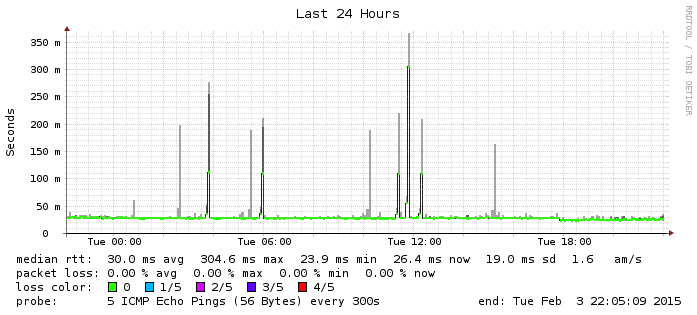 Last 24 Hours
RRDTOOL / TOBI OETIKER
Seconds
350 m
300 m
250 m
200 m
150 m
100 m
50 m
0
Tue 00:00 Tue 06:00 Tue 12:00 Tue 18:00
median rtt: 30.0 ms avg 304.6 ms max 23.9 ms min 26.4 ms now 19.0 ms sd 1.6 am/s
packet loss: 0.00 % avg 0.00 % max 0.00 % min 0.00 % now
loss color: 0 1/5 2/5 3/5 4/5
probe: 5 ICMP Echo Pings (56 Bytes) every 300s end: Tue Feb 3 22:05:09 2015